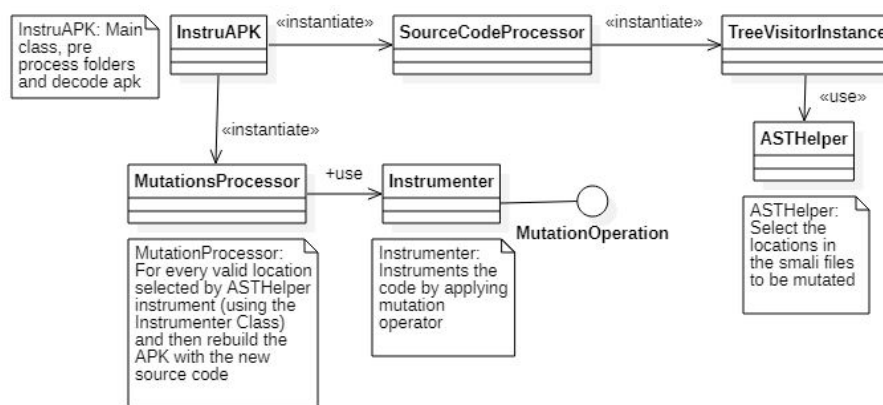 InstruAPK: Main
class, pre
process folders
and decode apk
InstruAPK
«instantiate»
SourceCodeProcessor
«instantiate»
TreeVisitorInstance
«use»
ASTHelper
«instantiate»
MutationsProcessor
+use
Instrumenter
MutationOperation
ASTHelper:
Select the
locations in
the smali files
to be mutated
MutationProcessor:
For every valid location
selected by ASTHelper
instrument (using the
Instrumenter Class)
and then rebuild the
APK with the new
source code
Instrumenter:
Instruments the
code by applying
mutation
operator